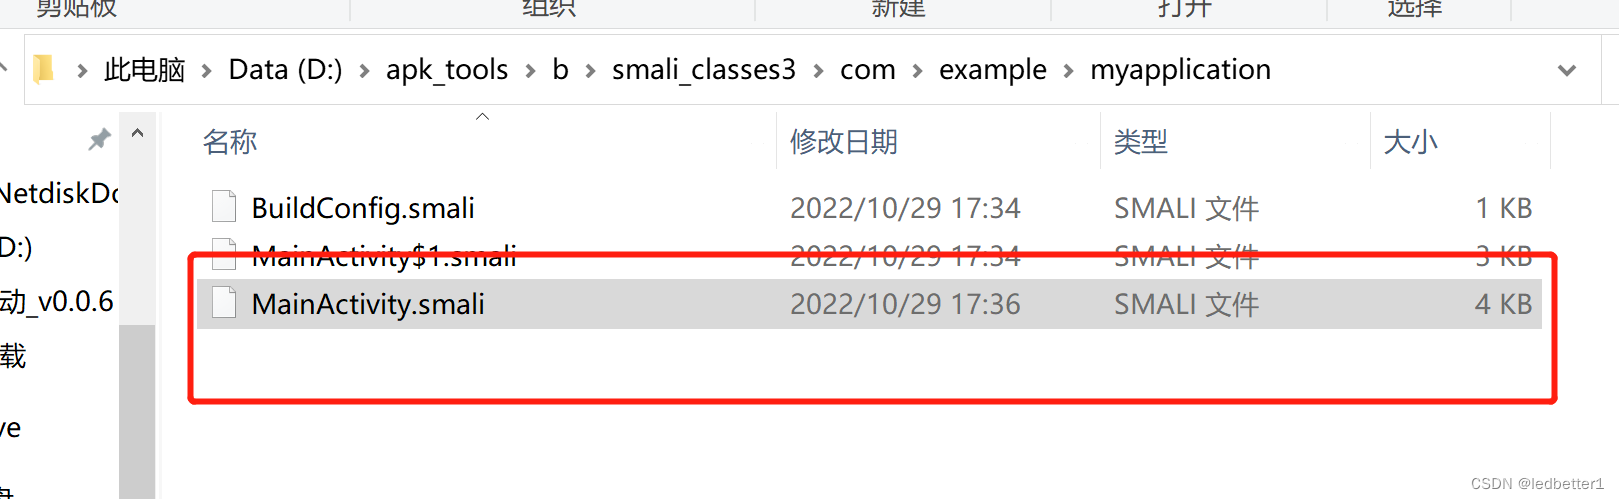 剪贴板 组织 新建 打开 选择
此电脑 > Data (D:) > apk_tools > b > smali_classes3 > com > example > myapplication
名称 修改日期 类型 大小
NetdiskDo
BuildConfig.smali 2022/10/29 17:34 SMALI 文件 1 KB
D:)
MainActivity$1.smali 2022/10/29 17:34 SMALI 文件 3 KB
动_v0.0.6
MainActivity.smali 2022/10/29 17:36 SMALI 文件 4 KB
载
ve
CSDN @ledbetter1